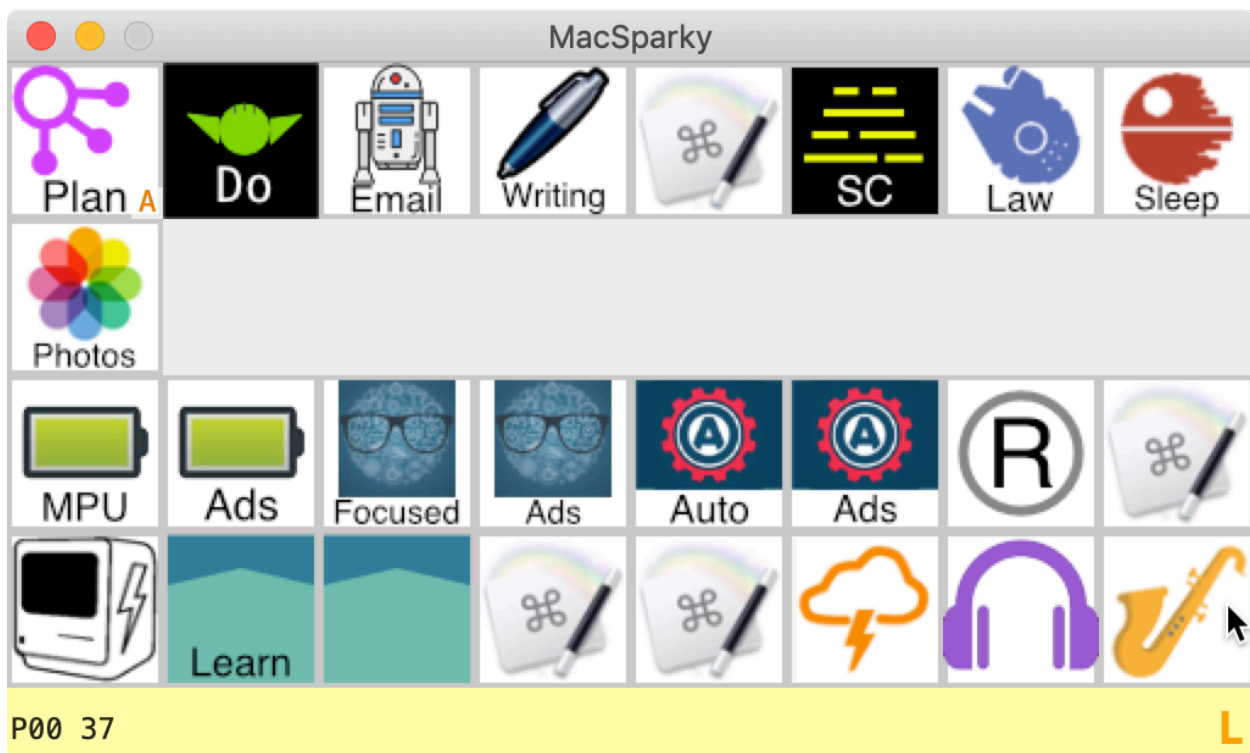 MacSparky
Plan A Do Email Writing SC Law Sleep
Photos
MPU Ads Focused Ads Auto A Ads A R
Learn
P00 37 L